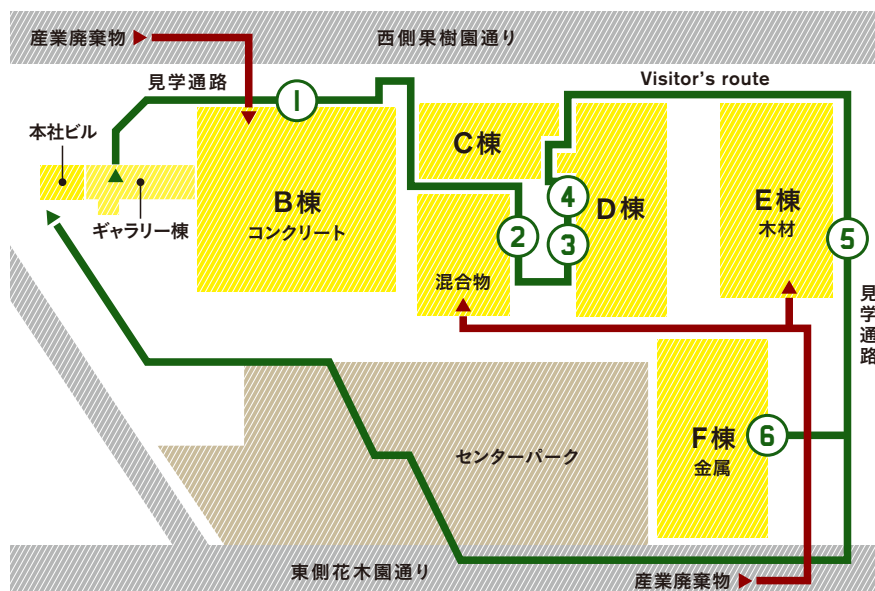 産業廃棄物
西側果樹園通り
見学通路
Visitor's route
1
本社ビル
C棟
B棟
コンクリート
4
D棟
E棟
木材
ギャラリー棟
2
3
5
混合物
見学通路
F棟
金属
6
センターパーク
東側花木園通り
産業廃棄物